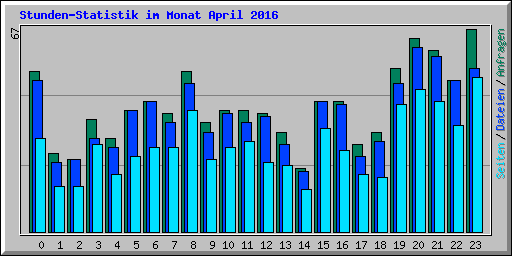 Stunden-Statistik im Monat April 2016
67
Seiten / Dateien / Anfragen
0 1 2 3 4 5 6 7 8 9 10 11 12 13 14 15 16 17 18 19 20 21 22 23